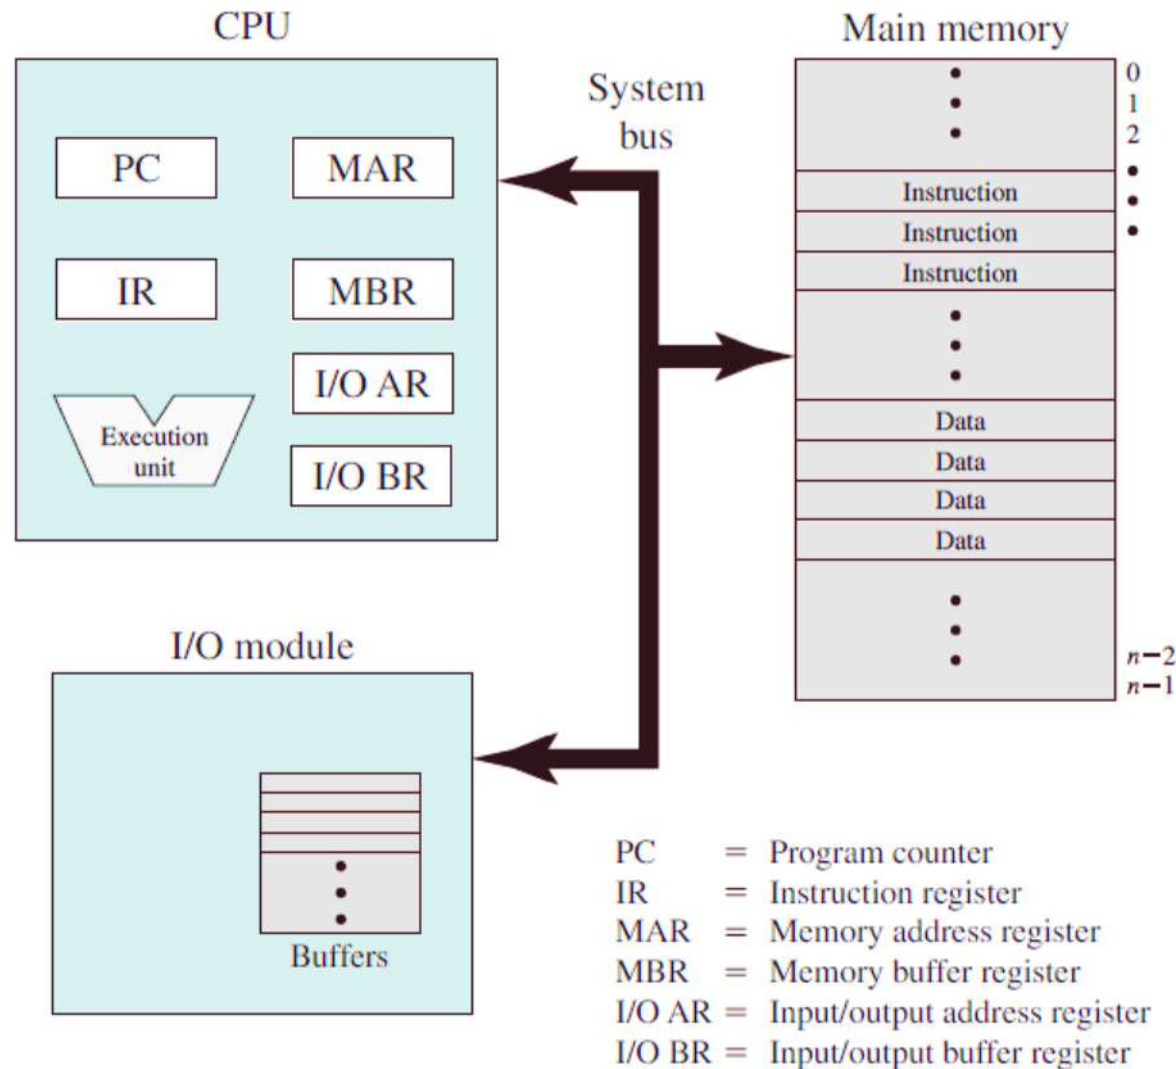 CPU
PC
MAR
IR
MBR
I/O AR
I/O BR
Execution
unit
System
bus
Main memory
0
1
2
Instruction
Instruction
Instruction
Data
Data
Data
Data
n−2
n−1
I/O module
Buffers
PC = Program counter
IR = Instruction register
MAR = Memory address register
MBR = Memory buffer register
I/O AR = Input/output address register
I/O BR = Input/output buffer register